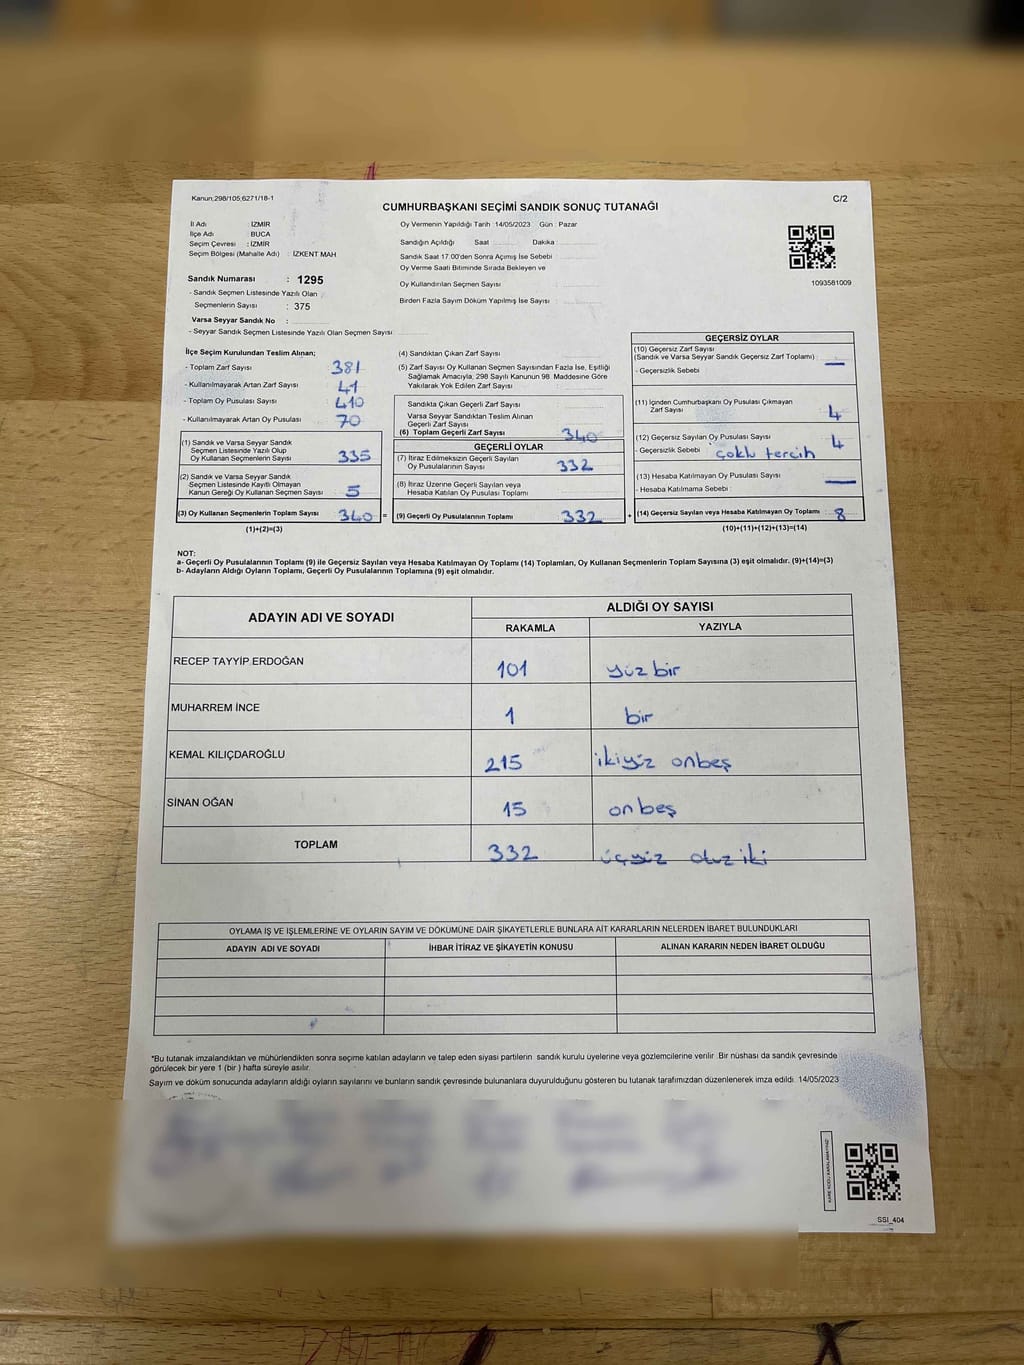 Kanun;298/105;6271/18-1
C/2
CUMHURBAŞKANI SEÇİMİ SANDIK SONUÇ TUTANAĞI
İl Adı : İZMİR
İlçe Adı : BUCA
Seçim Çevresi : İZMİR
Seçim Bölgesi (Mahalle Adı) : İZKENT MAH
Sandık Numarası : 1295
- Sandık Seçmen Listesinde Yazılı Olan
Seçmenlerin Sayısı : 375
Varsa Seyyar Sandık No :
- Seyyar Sandık Seçmen Listesinde Yazılı Olan Seçmen Sayısı
Oy Vermenin Yapıldığı Tarih :14/05/2023 Gün : Pazar
Sandığın Açıldığı Saat Dakika
Sandık Saat 17.00'den Sonra Açımış İse Sebebi
Oy Verme Saati Bitiminde Sırada Bekleyen ve
Oy Kullandırılan Seçmen Sayısı
Birden Fazla Sayım Döküm Yapılmış İse Sayısı
1093581009
İlçe Seçim Kurulundan Teslim Alınan;
- Toplam Zarf Sayısı 381
- Kullanılmayarak Artan Zarf Sayısı 41
- Toplam Oy Pusulası Sayısı 410
- Kullanılmayarak Artan Oy Pusulası 70
(1) Sandık ve Varsa Seyyar Sandık
Seçmen Listesinde Yazılı Olup
Oy Kullanan Seçmenlerin Sayısı 335
(2) Sandık ve Varsa Seyyar Sandık
Seçmen Listesinde Kayıtlı Olmayan
Kanun Gereği Oy Kullanan Seçmen Sayısı 5
(3) Oy Kullanan Seçmenlerin Toplam Sayısı 340 =
(1)+(2)=(3)
(4) Sandıktan Çıkan Zarf Sayısı
(5) Zarf Sayısı Oy Kullanan Seçmen Sayısından Fazla İse, Eşitliği
Sağlamak Amacıyla, 298 Sayılı Kanunun 98. Maddesine Göre
Yakılarak Yok Edilen Zarf Sayısı
Sandıkta Çıkan Geçerli Zarf Sayısı
Varsa Seyyar Sandıktan Teslim Alınan
Geçerli Zarf Sayısı
(6) Toplam Geçerli Zarf Sayısı 340
GEÇERLİ OYLAR
(7) İtiraz Edilmeksizin Geçerli Sayılan
Oy Pusulasının Sayısı 332
(8) İtiraz Üzerine Geçerli Sayılan veya
Hesaba Katılan Oy Pusulası Toplamı
(9) Geçerli Oy Pusulalarının Toplamı 332 +
GEÇERSİZ OYLAR
(10) Geçersiz Zarf Sayısı
(Sandık ve Varsa Seyyar Sandık Geçersiz Zarf Toplamı) : —
- Geçersizlik Sebebi
(11) İçinden Cumhurbaşkanı Oy Pusulası Çıkmayan
Zarf Sayısı 4
(12) Geçersiz Sayılan Oy Pusulası Sayısı 4
- Geçersizlik Sebebi çoklu tercih
(13) Hesaba Katılmayan Oy Pusulası Sayısı —
- Hesaba Katılmama Sebebi :
(14) Geçersiz Sayılan veya Hesaba Katılmayan Oy Toplamı 8
(10)+(11)+(12)+(13)=(14)
NOT:
a- Geçerli Oy Pusulalarının Toplamı (9) ile Geçersiz Sayılan veya Hesaba Katılmayan Oy Toplamı (14) Toplamları, Oy Kullanan Seçmenlerin Toplam Sayısına (3) eşit olmalıdır. (9)+(14)=(3)
b- Adayların Aldığı Oyların Toplamı, Geçerli Oy Pusulalarının Toplamına (9) eşit olmalıdır.
ADAYIN ADI VE SOYADI ALDIĞI OY SAYISI
RAKAMLA YAZIYLA
RECEP TAYYİP ERDOĞAN 101 yüz bir
MUHARREM İNCE 1 bir
KEMAL KILIÇDAROĞLU 215 ikiyüz onbeş
SİNAN OĞAN 15 onbeş
TOPLAM 332 üçyüz otuz iki
OYLAMA İŞ VE İŞLEMLERİNE VE OYLARIN SAYIM VE DÖKÜMÜNE DAİR ŞİKAYETLERLE BUNLARA AİT KARARLARIN NELERDEN İBARET BULUNDUKLARI
ADAYIN ADI VE SOYADI İHBAR İTİRAZ VE ŞİKAYETİN KONUSU ALINAN KARARIN NEDEN İBARET OLDUĞU
*Bu tutanak imzalandıktan ve mühürlendikten sonra seçime katılan adayların ve talep eden siyasi partilerin sandık kurulu üyelerine veya gözlemcilerine verilir .Bir nüshası da sandık çevresinde
görülecek bir yere 1 (bir ) hafta süreyle asılır.
Sayım ve döküm sonucunda adayların aldığı oyların sayılarını ve bunların sandık çevresinde bulunanlara duyurulduğunu gösteren bu tutanak tarafımızdan düzenlenerek imza edildi. 14/05/2023
SSI_404